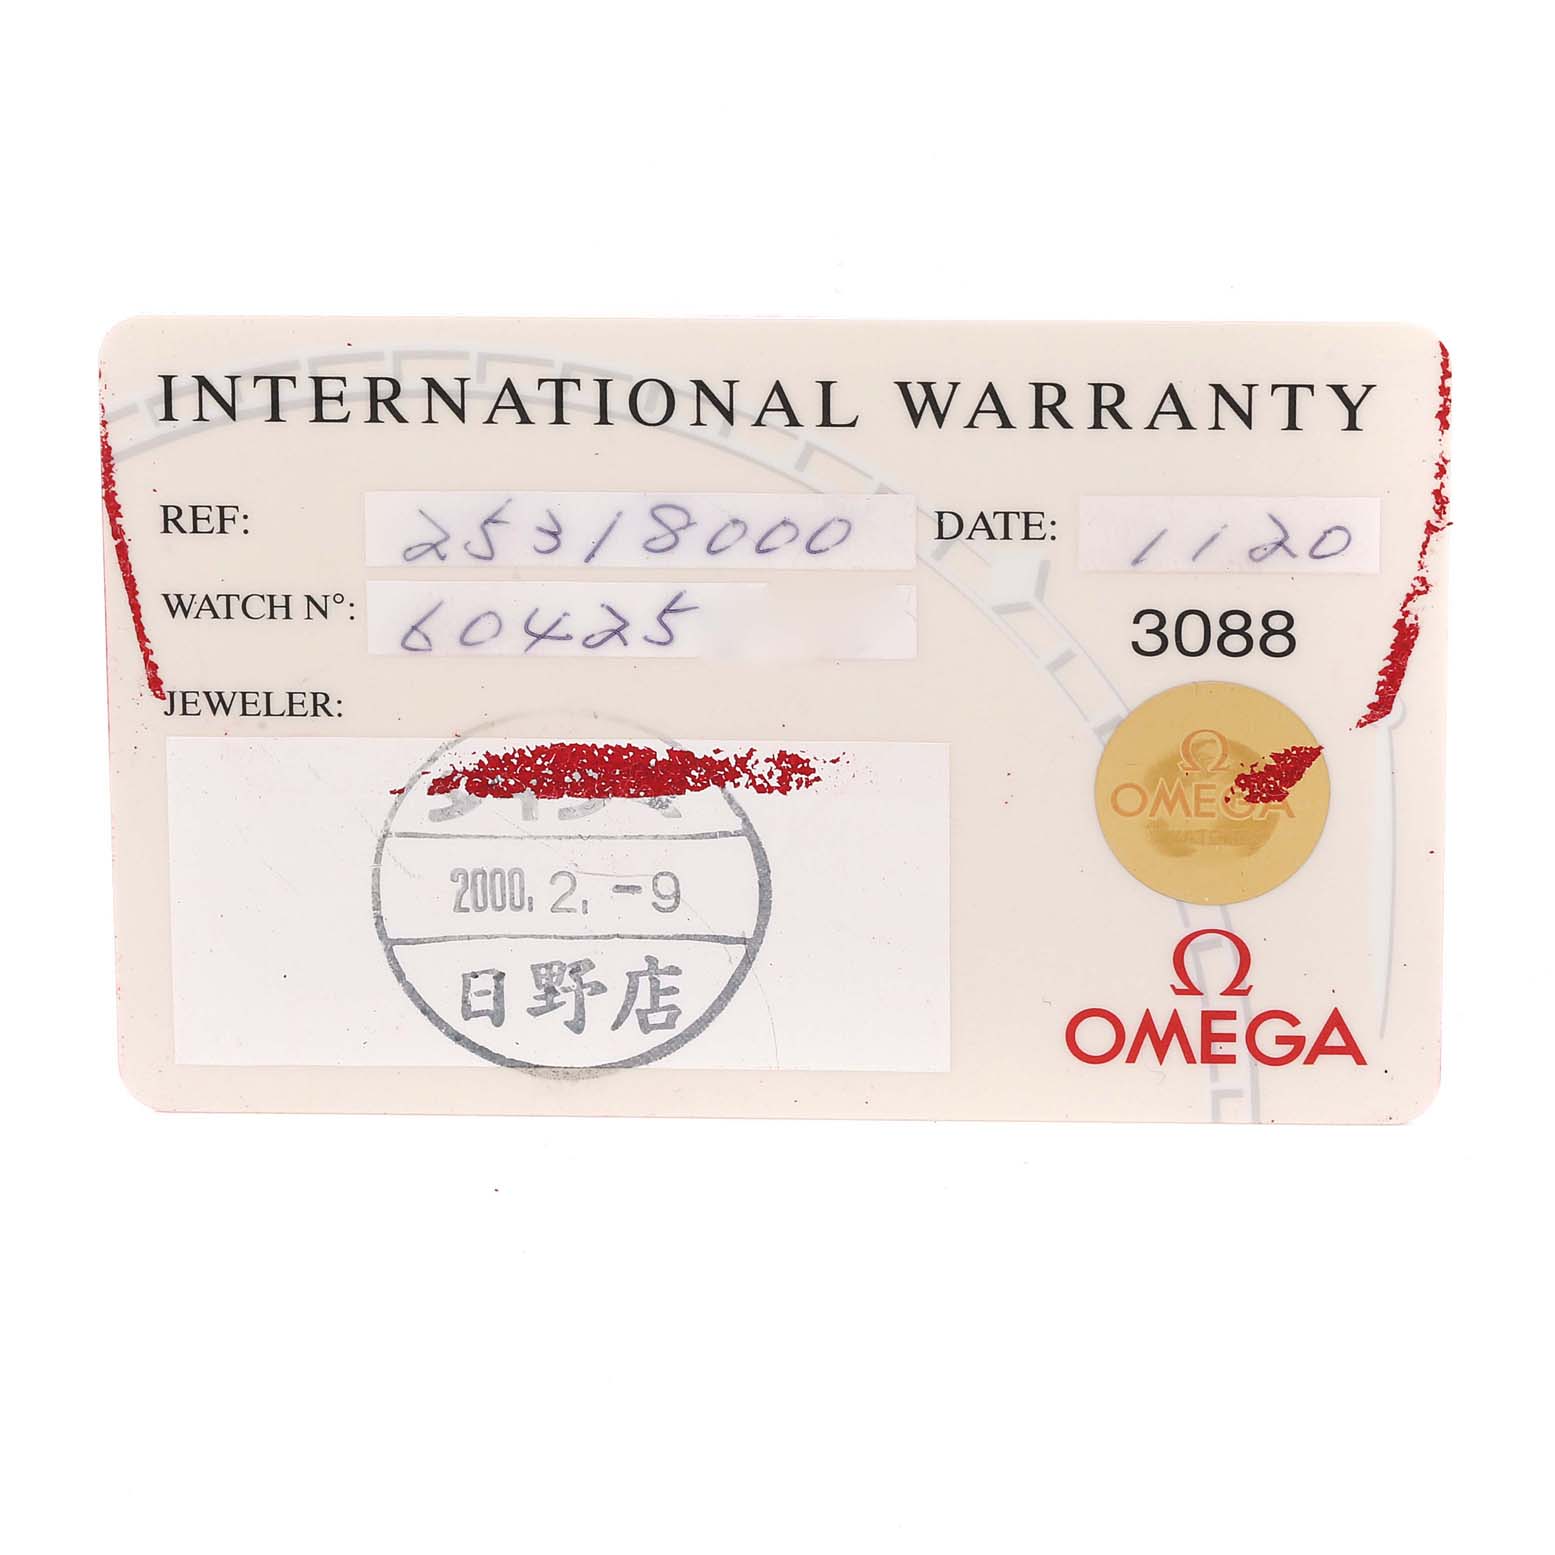 INTERNATIONAL WARRANTY
REF: 25318000 DATE: 1120
WATCH N°: 60425
3088
JEWELER:
Ω
OMEGA
2000. 2. -9
日野店
Ω
OMEGA